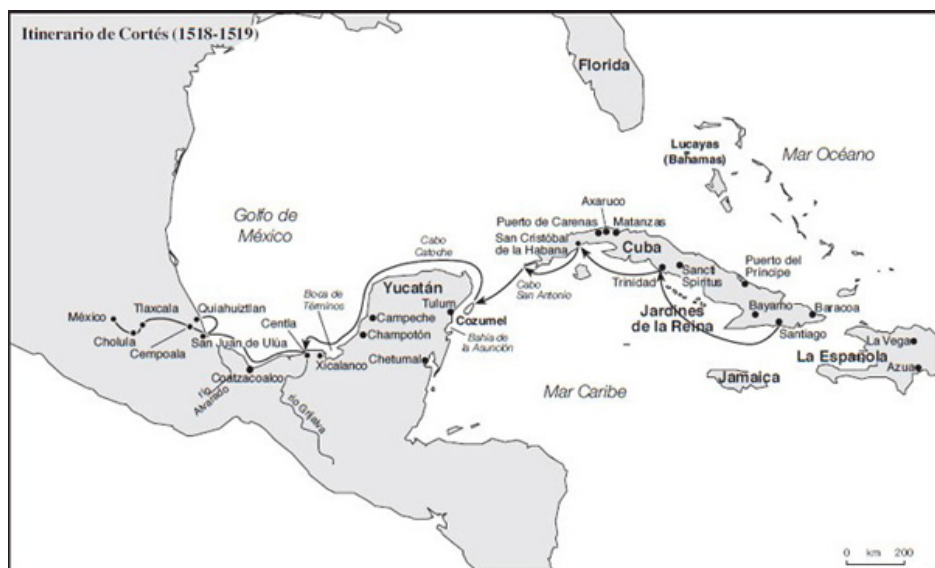 Itinerario de Cortés (1518-1519)
Florida
Lucayas
(Bahamas)
Mar Océano
Golfo de
México
Axaruco
Puerto de Carenas
Matanzas
San Cristóbal
de la Habana
Cuba
Cabo
Catoche
Yucatán
Cabo
San Antonio
Trinidad
Sancti
Spiritus
Puerto del
Príncipe
Tulum
Cozumel
Bahía de
la Asunción
Jardines
de la Reina
Bayamo
Baracoa
Santiago
México
Tlaxcala
Quiahuiztlan
Boca de
Términos
Centla
Campeche
Champotón
Cholula
Cempoala
San Juan de Ulúa
Xicalanco
Chetumal
Coatzacoalco
río
Alvarado
río Grijalva
La Vega
La Española
Azua
Jamaica
Mar Caribe
0 km 200